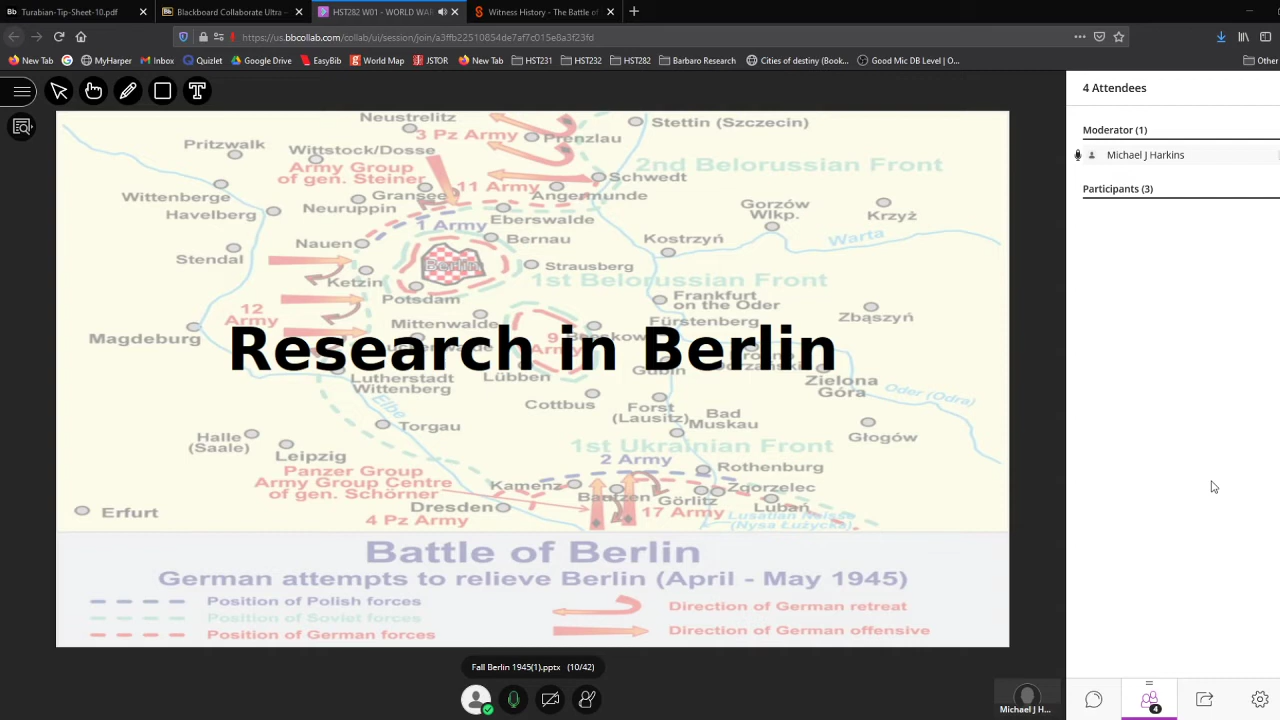 Turabian-Tip-Sheet-10.pdf
Blackboard Collaborate Ultra –
HST282 W01 - WORLD WAR
Witness History - The Battle of
https://us.bbcollab.com/collab/ui/session/join/a3ffb22510854de7af7c015e8a3f23fd
New Tab
MyHarper
Inbox
Quizlet
Google Drive
EasyBib
World Map
JSTOR
New Tab
HST231
HST232
HST282
Barbaro Research
Cities of destiny (Book...
Good Mic DB Level | O...
Other
4 Attendees
Moderator (1)
Michael J Harkins
Participants (3)
Neustrelitz
3 Pz Army
Prenzlau
Stettin (Szczecin)
Pritzwalk
Wittstock/Dosse
2nd Belorussian Front
Army Group
of gen. Steiner
11 Army
Schwedt
Wittenberge
Gransee
Angermunde
Havelberg
Neuruppin
Eberswalde
Gorzów
Wlkp.
Krzyż
1 Army
Nauen
Bernau
Kostrzyń
Warta
Stendal
Berlin
Strausberg
Ketzin
1st Belorussian Front
Potsdam
Frankfurt
on the Oder
12
Army
Mittenwalde
Fürstenberg
Zbąszyń
Magdeburg
9
Army
Research in Berlin
Lutherstadt
Wittenberg
Lübben
Gubin
Zielona
Góra
Oder (Odra)
Elbe
Cottbus
Forst
(Lausitz)
Bad
Muskau
Torgau
Głogów
Halle
(Saale)
Leipzig
1st Ukrainian Front
2 Army
Rothenburg
Panzer Group
Army Group Centre
of gen. Schörner
Kamenz
Bautzen
Görlitz
Zgorzelec
Lubań
Erfurt
Dresden
4 Pz Army
17 Army
Lusatian Neisse
(Nysa Łużycka)
Battle of Berlin
German attempts to relieve Berlin (April - May 1945)
Position of Polish forces
Position of Soviet forces
Position of German forces
Direction of German retreat
Direction of German offensive
Fall Berlin 1945(1).pptx (10/42)
Michael J H...
4